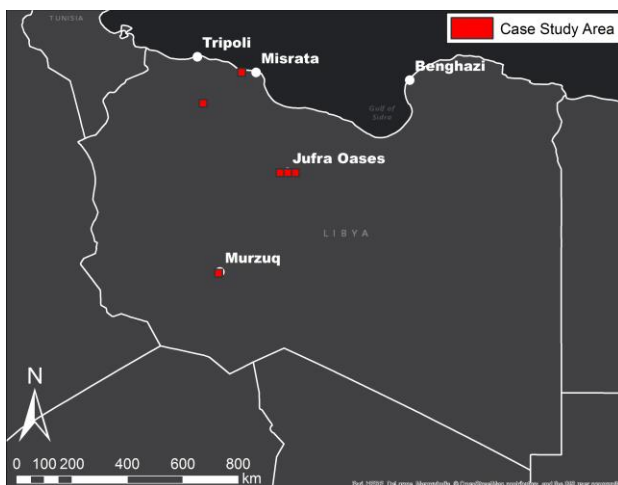 TUNISIA
Case Study Area
Tripoli
Misrata
Benghazi
Gulf of
Sidra
Jufra Oases
LIBYA
Murzuq
N
0 100 200 400 600 800
km